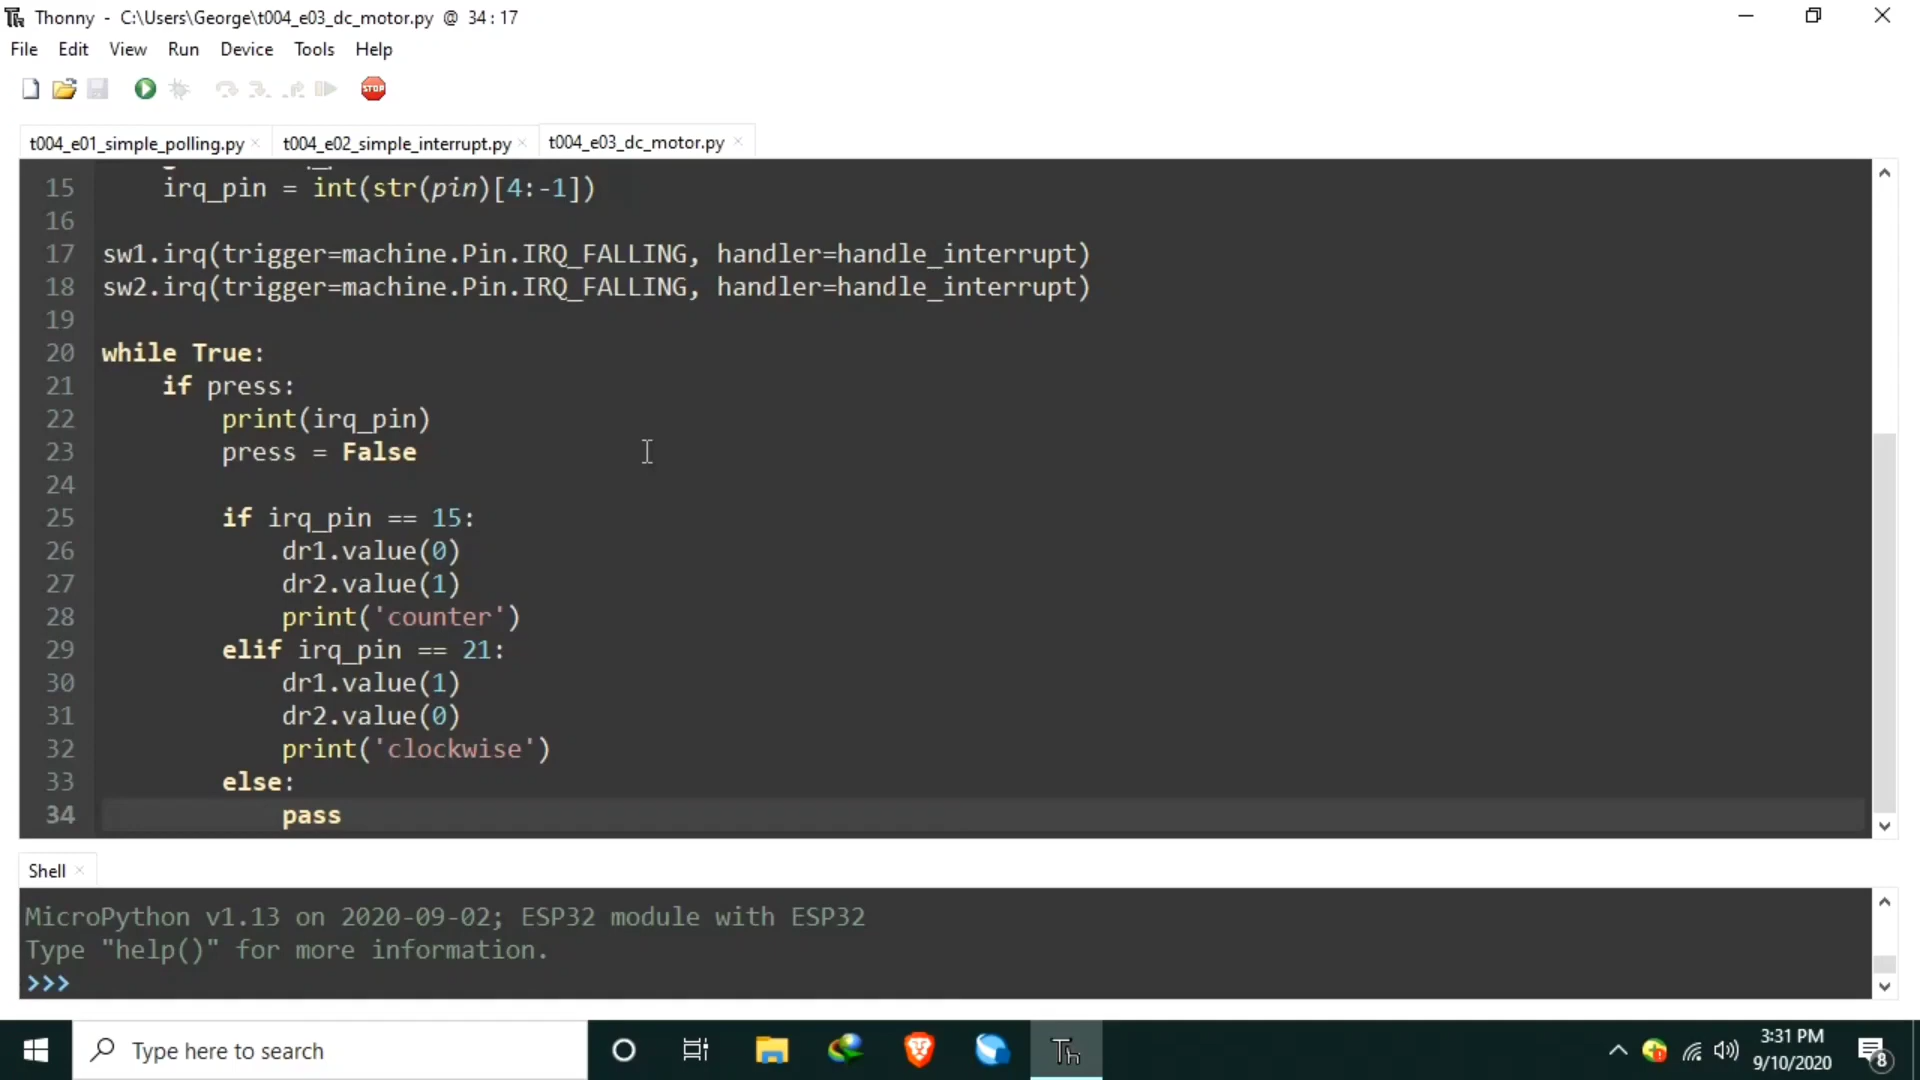 Thonny - C:\Users\George\t004_e03_dc_motor.py @ 34:17
File Edit View Run Device Tools Help
STOP
t004_e01_simple_polling.py t004_e02_simple_interrupt.py t004_e03_dc_motor.py
15     irq_pin = int(str(pin)[4:-1])
16
17 sw1.irq(trigger=machine.Pin.IRQ_FALLING, handler=handle_interrupt)
18 sw2.irq(trigger=machine.Pin.IRQ_FALLING, handler=handle_interrupt)
19
20 while True:
21     if press:
22         print(irq_pin)
23         press = False
24
25         if irq_pin == 15:
26             dr1.value(0)
27             dr2.value(1)
28             print('counter')
29         elif irq_pin == 21:
30             dr1.value(1)
31             dr2.value(0)
32             print('clockwise')
33         else:
34             pass
Shell
MicroPython v1.13 on 2020-09-02; ESP32 module with ESP32
Type "help()" for more information.
>>>
Type here to search
Th
3:31 PM
9/10/2020
8